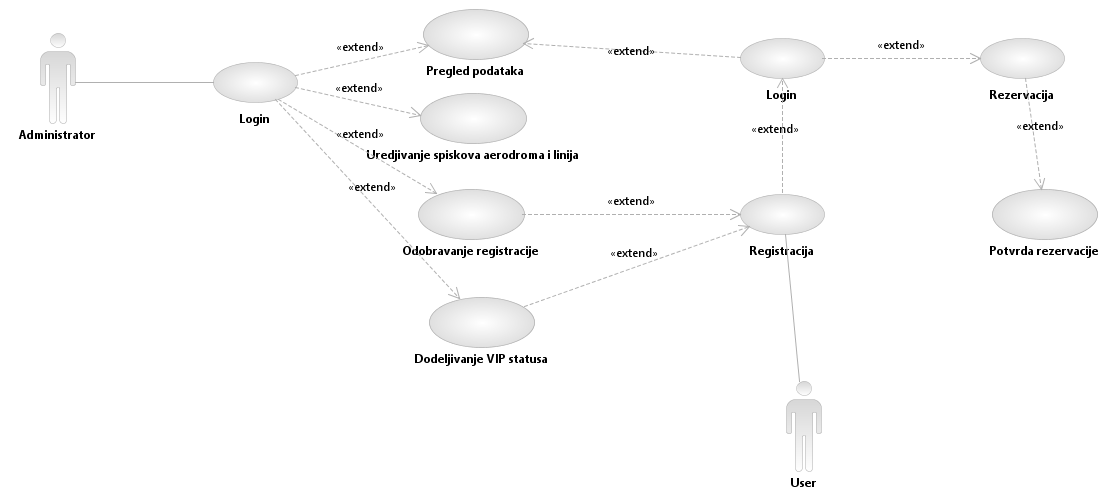 «extend»
«extend»
«extend»
Pregled podataka
«extend»
Login
Rezervacija
Login
Administrator
«extend»
«extend»
«extend»
Uredjivanje spiskova aerodroma i linija
«extend»
«extend»
Odobravanje registracije
Registracija
Potvrda rezervacije
«extend»
Dodeljivanje VIP statusa
User